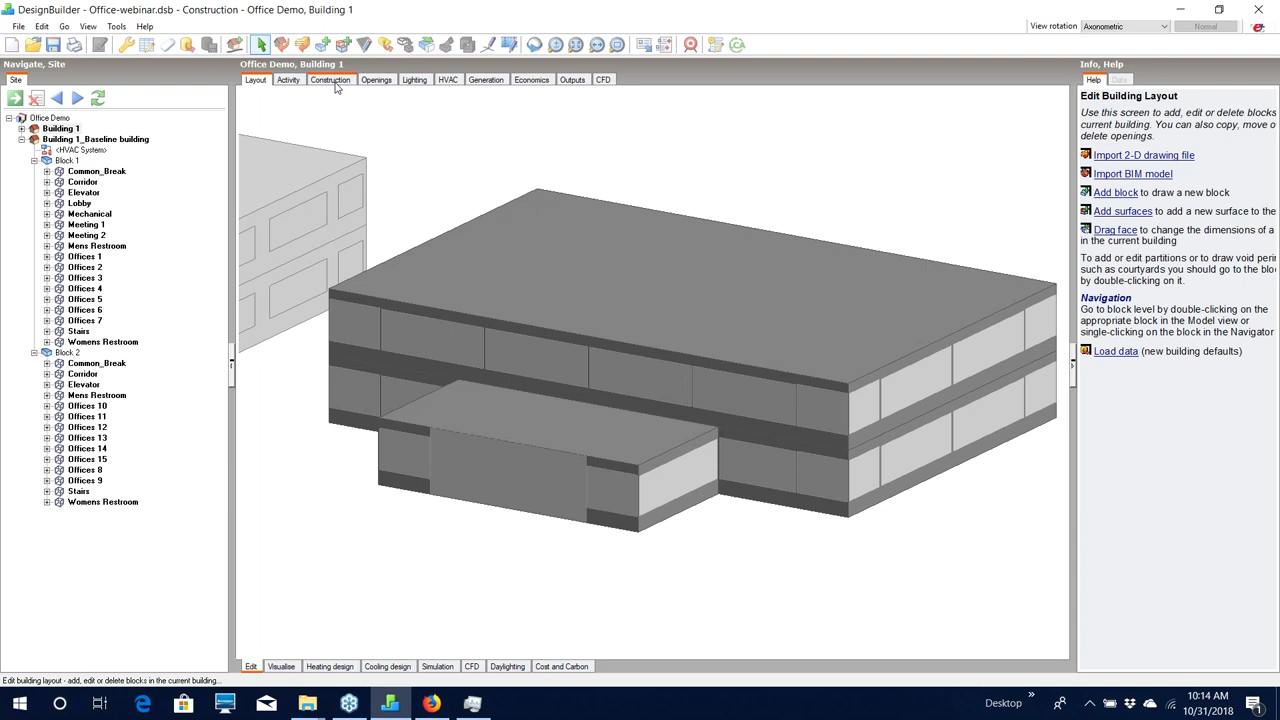 DesignBuilder - Office-webinar.dsb - Construction - Office Demo, Building 1
File Edit Go View Tools Help
View rotation Axonometric Normal
Navigate, Site
Site
Office Demo
Building 1
Building 1_Baseline building
<HVAC System>
Block 1
Common_Break
Corridor
Elevator
Lobby
Mechanical
Meeting 1
Meeting 2
Mens Restroom
Offices 1
Offices 2
Offices 3
Offices 4
Offices 5
Offices 6
Offices 7
Stairs
Womens Restroom
Block 2
Common_Break
Corridor
Elevator
Mens Restroom
Offices 10
Offices 11
Offices 12
Offices 13
Offices 14
Offices 15
Offices 8
Offices 9
Stairs
Womens Restroom
Office Demo, Building 1
Layout Activity Construction Openings Lighting HVAC Generation Economics Outputs CFD
Edit Visualise Heating design Cooling design Simulation CFD Daylighting Cost and Carbon
Info, Help
Help Data
Edit Building Layout
Use this screen to add, edit or delete blocks
current building. You can also copy, move o
delete openings.
Import 2-D drawing file
Import BIM model
Add block to draw a new block
Add surfaces to add a new surface to the
Drag face to change the dimensions of a
in the current building
To add or edit partitions or to draw void peri
such as courtyards you should go to the blo
by double-clicking on it.
Navigation
Go to block level by double-clicking on the
appropriate block in the Model view or
single-clicking on the block in the Navigator
Load data (new building defaults)
Edit building layout - add, edit or delete blocks in the current building...
Desktop
10:14 AM
10/31/2018